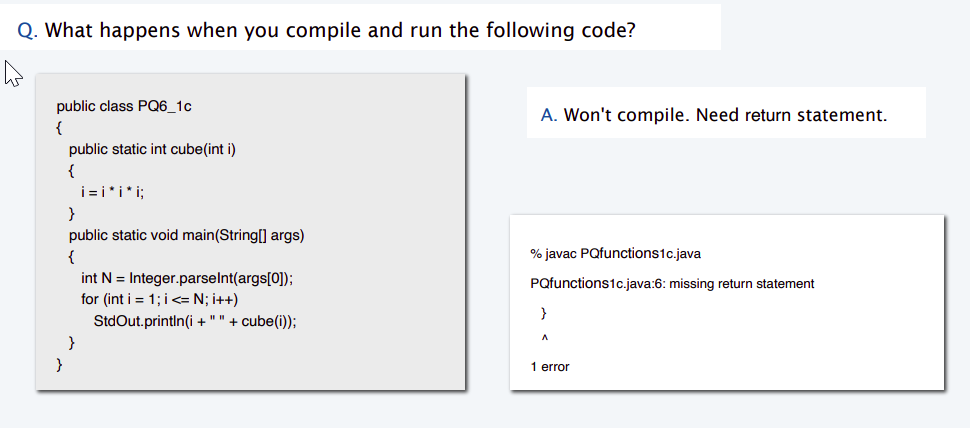 Q. What happens when you compile and run the following code?
public class PQ6_1c
{
public static int cube(int i)
{
i = i * i * i;
}
public static void main(String[] args)
{
int N = Integer.parseInt(args[0]);
for (int i = 1; i <= N; i++)
StdOut.println(i + " " + cube(i));
}
}
A. Won't compile. Need return statement.
% javac PQfunctions1c.java
PQfunctions1c.java:6: missing return statement
}
^
1 error